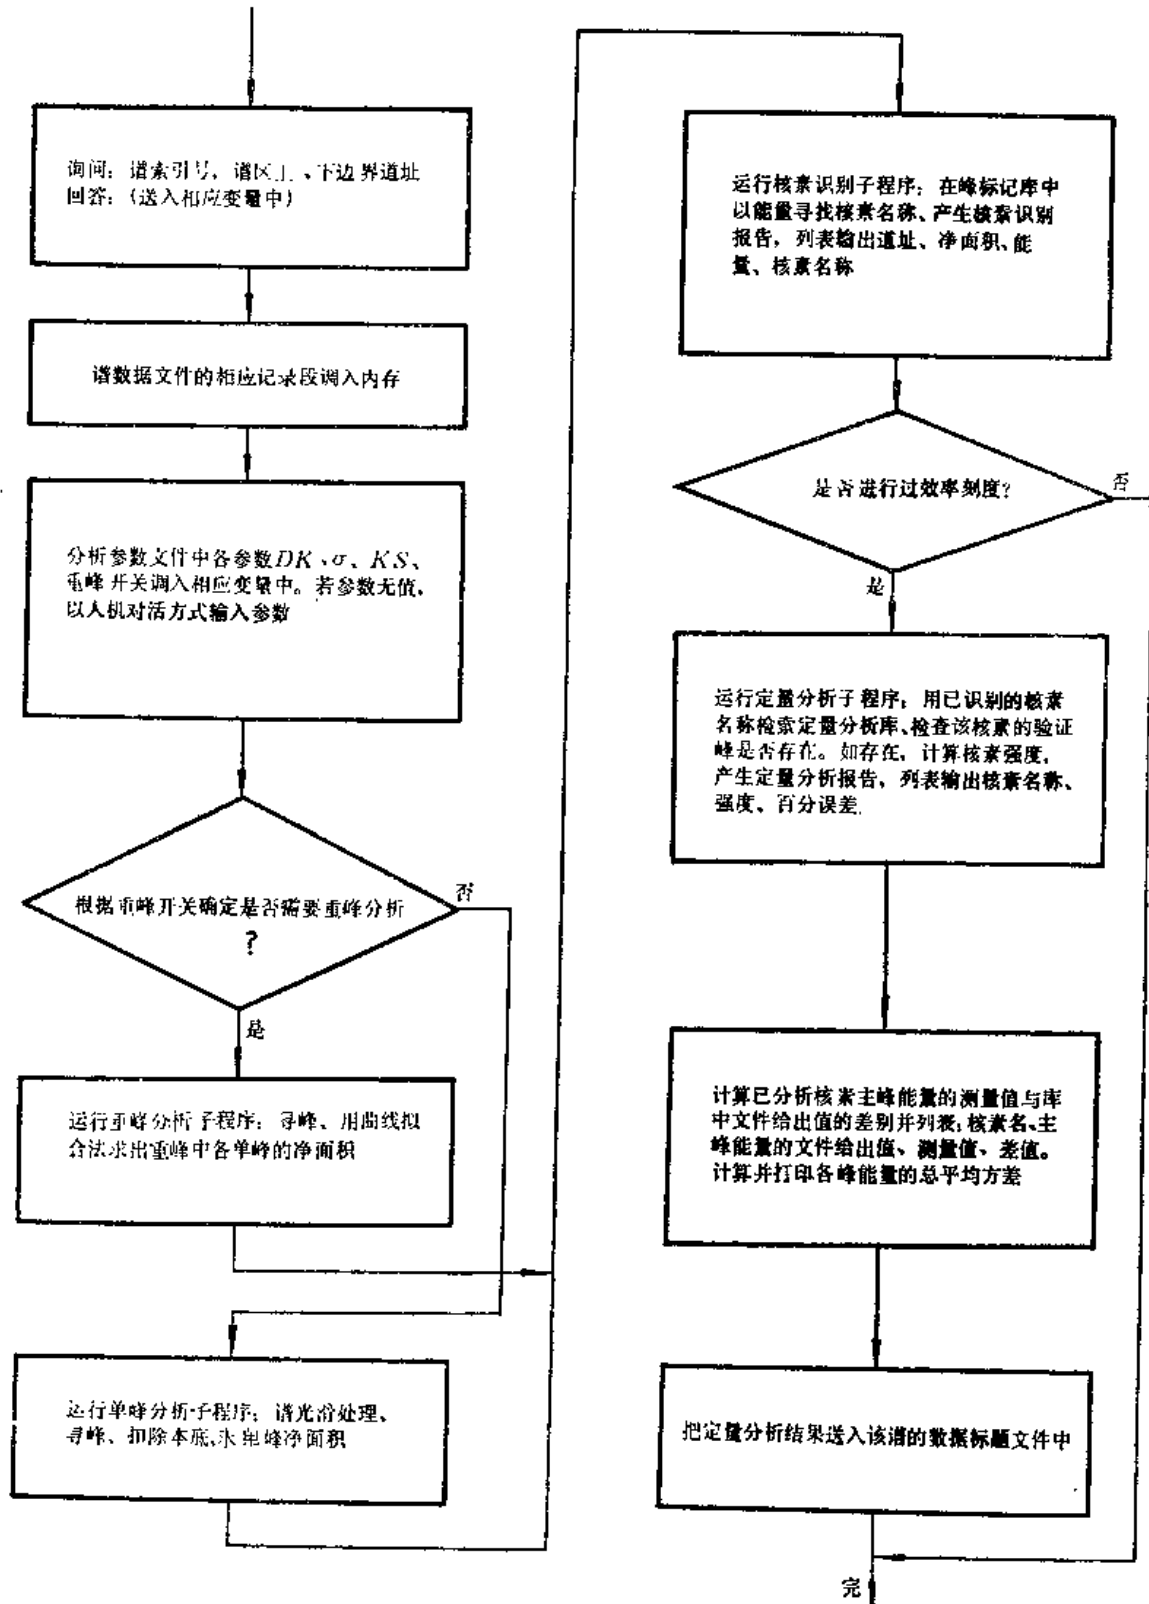 询问：谱索引号，谱区上、下边界道址
回答：(送入相应变量中)
谱数据文件的相应记录段调入内存
分析参数文件中各参数DK、σ、KS、
重峰开关调入相应变量中。若参数无值，
以人机对活方式输入参数
根据重峰开关确定是否需要重峰分析
?
否
是
运行重峰分析子程序：寻峰、用曲线拟
合法求出重峰中各单峰的净面积
运行单峰分析子程序；谱光滑处理、
寻峰、扣除本底，求单峰净面积
运行核素识别子程序；在峰标记库中
以能量寻找核素名称、产生核素识别
报告，列表输出道址、净面积、能
量、核素名称
是否进行过效率刻度？
否
是
运行定量分析子程序；用已识别的核素
名称检索定量分析库、检查该核素的验证
峰是否存在。如存在，计算核素强度，
产生定量分析报告，列表输出核素名称、
强度、百分误差
计算已分析核素主峰能量的测量值与库
中文件给出值的差别并列表；核素名、主
峰能量的文件给出值、测量值、差值。
计算并打印各峰能量的总平均方差
把定量分析结果送入该谱的数据标题文件中
完